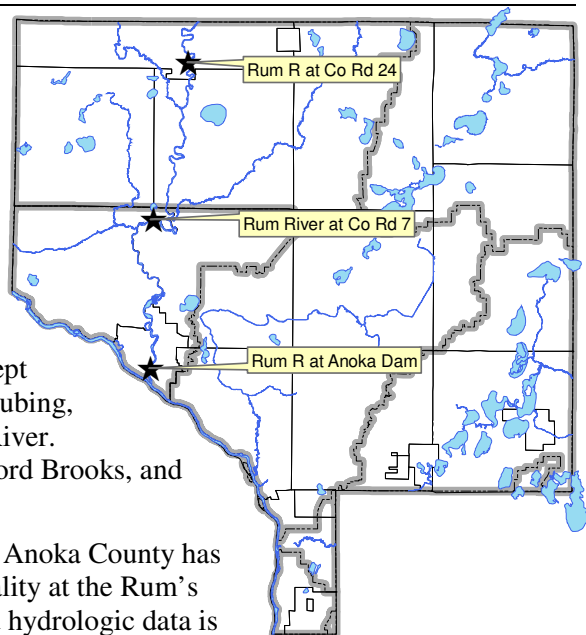 Rum R at Co Rd 24
Rum River at Co Rd 7
Rum R at Anoka Dam
ept
ubing,
iver.
ord Brooks, and
Anoka County has
ality at the Rum's
hydrologic data is